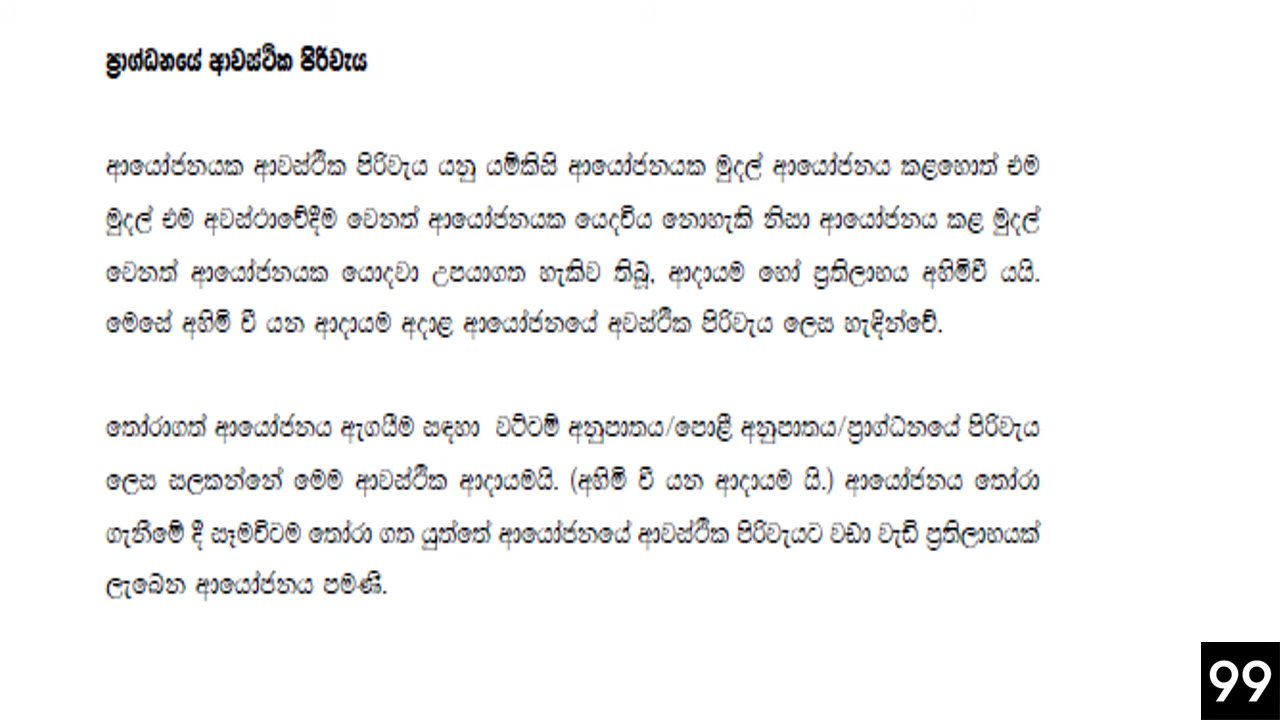 ප්‍රාග්ධනයේ ආවස්ථික පිරිවැය
ආයෝජනයක ආවස්ථික පිරිවැය යනු යම්කිසි ආයෝජනයක මුදල් ආයෝජනය කළහොත් එම
මුදල් එම අවස්ථාවේදීම වෙනත් ආයෝජනයක යෙදවිය නොහැකි නිසා ආයෝජනය කළ මුදල්
වෙනත් ආයෝජනයක යොදවා උපයාගත හැකිව තිබූ, ආදායම හෝ ප්‍රතිලාභය අහිමිවී යයි.
මෙසේ අහිමි වී යන ආදායම අදාළ ආයෝජනයේ අවස්ථික පිරිවැය ලෙස හැඳින්වේ.
තෝරාගත් ආයෝජනය ඇගයීම සඳහා වට්ටම් අනුපාතය/පොළී අනුපාතය/ප්‍රාග්ධනයේ පිරිවැය
ලෙස සලකන්නේ මෙම ආවස්ථික ආදායමයි. (අහිමි වී යන ආදායම යි.) ආයෝජනය තෝරා
ගැනීමේ දී සෑමවිටම තෝරා ගත යුත්තේ ආයෝජනයේ ආවස්ථික පිරිවැයට වඩා වැඩි ප්‍රතිලාභයක්
ලැබෙන ආයෝජනය පමණි.
99